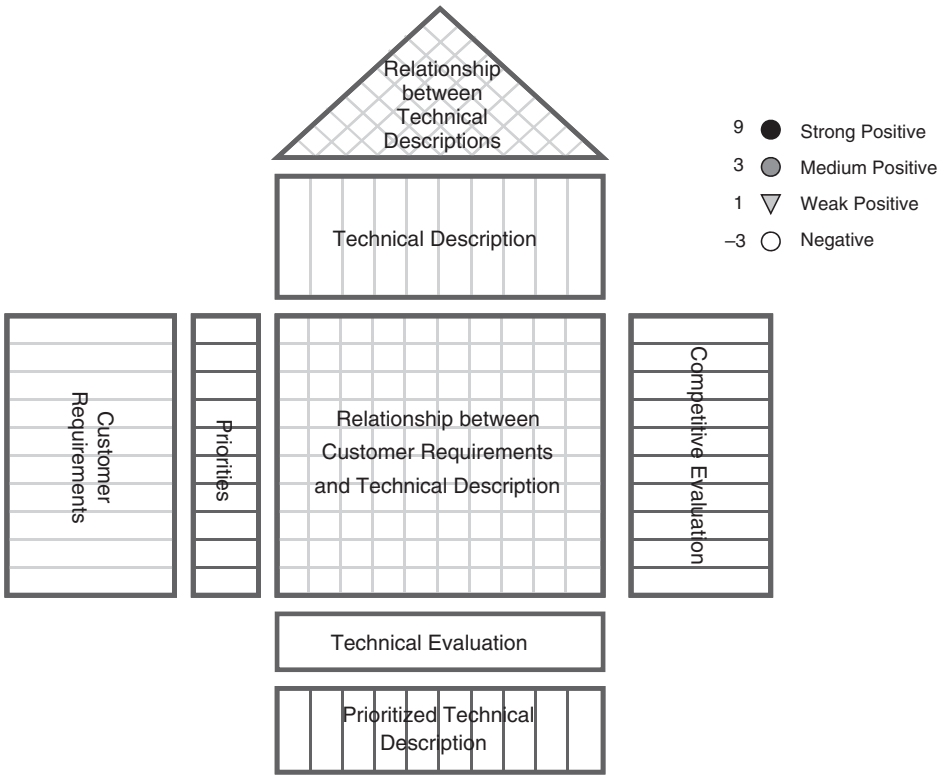 Relationship
between
Technical
Descriptions
9 Strong Positive
3 Medium Positive
1 Weak Positive
–3 Negative
Technical Description
Customer
Requirements
Priorities
Relationship between
Customer Requirements
and Technical Description
Competitive Evaluation
Technical Evaluation
Prioritized Technical
Description